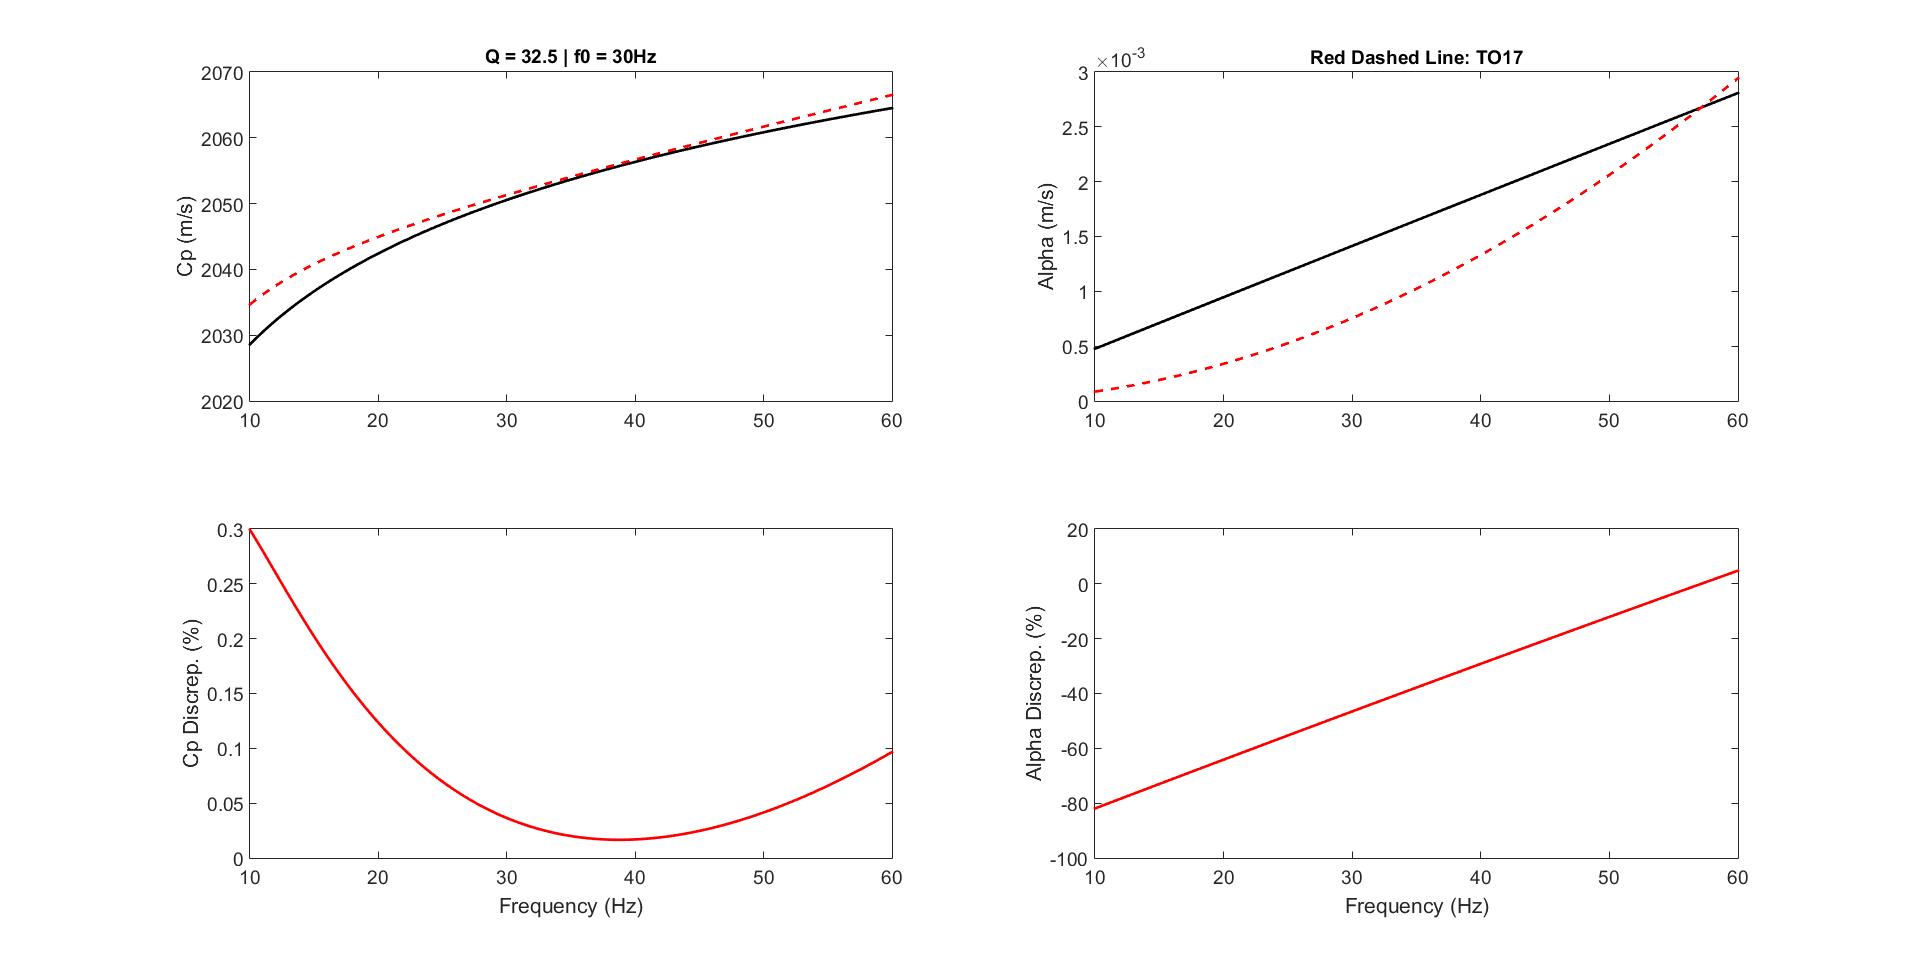 Q = 32.5 | f0 = 30Hz
2070
2060
2050
2040
2030
2020
Cp (m/s)
10 20 30 40 50 60
Red Dashed Line: TO17
×10-3
3
2.5
2
1.5
1
0.5
0
Alpha (m/s)
10 20 30 40 50 60
0.3
0.25
0.2
0.15
0.1
0.05
0
Cp Discrep. (%)
10 20 30 40 50 60
Frequency (Hz)
20
0
-20
-40
-60
-80
-100
Alpha Discrep. (%)
10 20 30 40 50 60
Frequency (Hz)